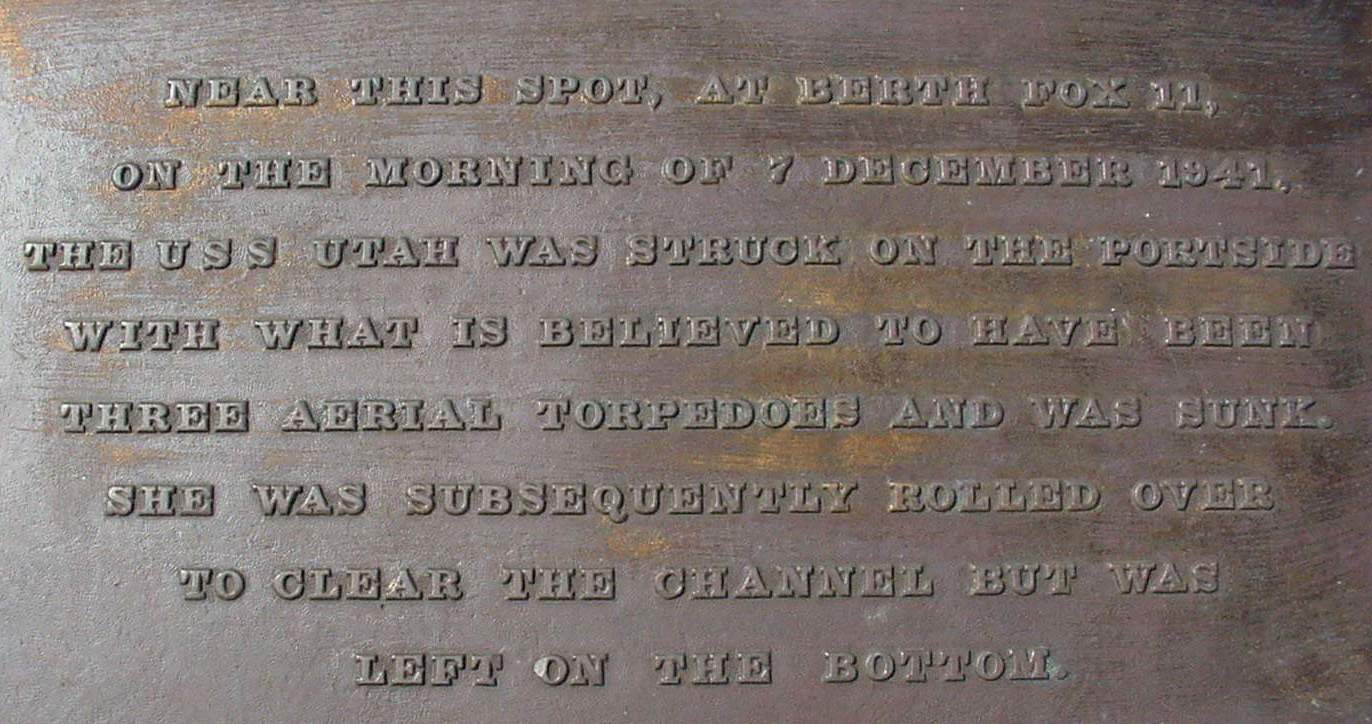 NEAR THIS SPOT, AT BERTH FOX 11,
ON THE MORNING OF 7 DECEMBER 1941,
THE USS UTAH WAS STRUCK ON THE PORTSIDE
WITH WHAT IS BELIEVED TO HAVE BEEN
THREE AERIAL TORPEDOES AND WAS SUNK.
SHE WAS SUBSEQUENTLY ROLLED OVER
TO CLEAR THE CHANNEL BUT WAS
LEFT ON THE BOTTOM.